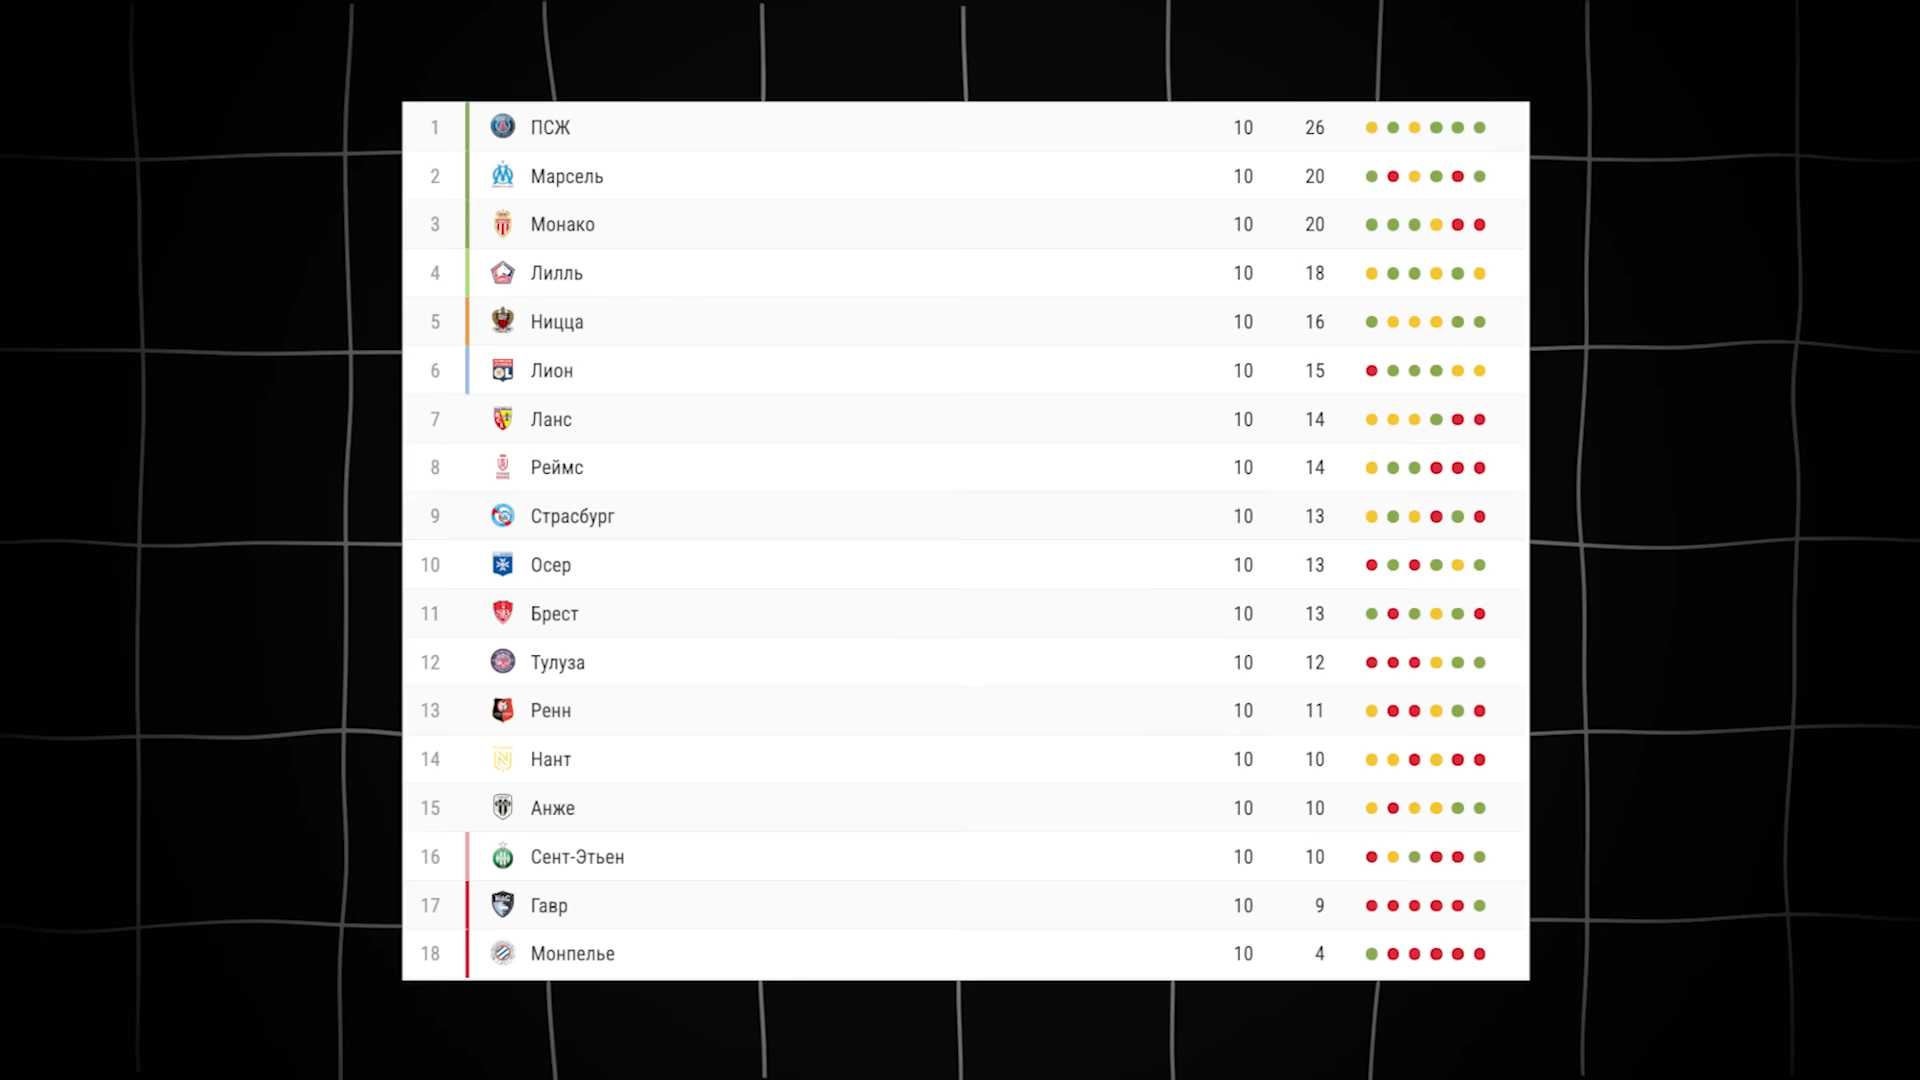 1 ПСЖ 10 26
2 Марсель 10 20
3 Монако 10 20
4 Лилль 10 18
5 Ницца 10 16
6 Лион 10 15
7 Ланс 10 14
8 Реймс 10 14
9 Страсбург 10 13
10 Осер 10 13
11 Брест 10 13
12 Тулуза 10 12
13 Ренн 10 11
14 Нант 10 10
15 Анже 10 10
16 Сент-Этьен 10 10
17 Гавр 10 9
18 Монпелье 10 4